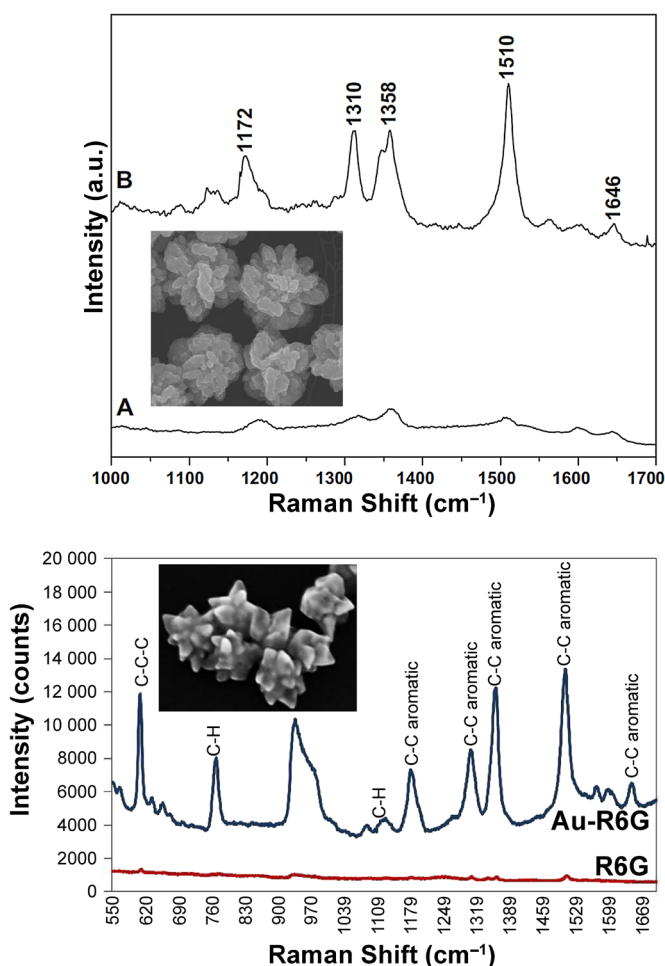 1510
1310
1358
1172
1646
B
A
Intensity (a.u.)
1000 1100 1200 1300 1400 1500 1600 1700
Raman Shift (cm⁻¹)
20 000
18 000
16 000
14 000
12 000
10 000
8000
6000
4000
2000
0
Intensity (counts)
C-C-C
C-H
C-H
C-C aromatic
C-C aromatic
C-C aromatic
C-C aromatic
C-C aromatic
Au-R6G
R6G
550 620 690 760 830 900 970 1039 1109 1179 1249 1319 1389 1459 1529 1599 1669
Raman Shift (cm⁻¹)